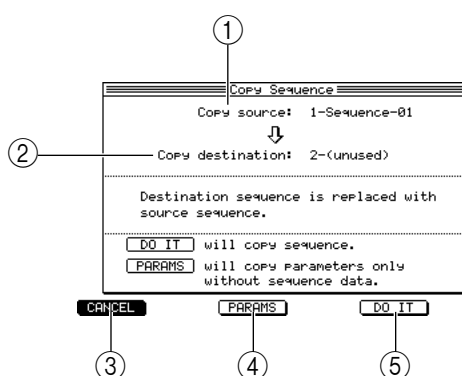 ①
Copy Sequence
Copy source: 1-Sequence-01
② Copy destination: 2-(unused)
Destination sequence is replaced with
source sequence.
DO IT will copy sequence.
PARAMS will copy parameters only
without sequence data.
CANCEL PARAMS DO IT
③ ④ ⑤